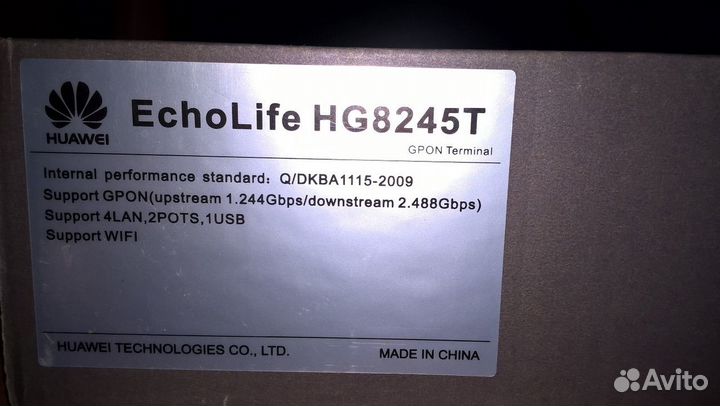 HUAWEI
EchoLife HG8245T
GPON Terminal
Internal performance standard: Q/DKBA1115-2009
Support GPON(upstream 1.244Gbps/downstream 2.488Gbps)
Support 4LAN,2POTS,1USB
Support WIFI
HUAWEI TECHNOLOGIES CO., LTD.
MADE IN CHINA
Avito